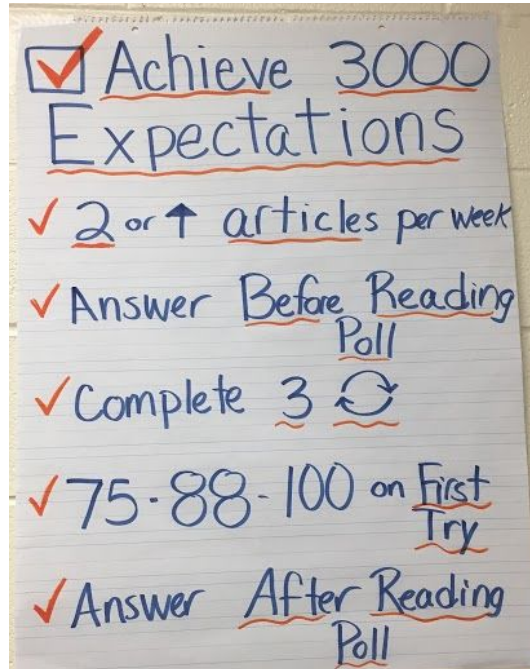 Achieve 3000
Expectations
2 or ↑ articles per week
Answer Before Reading
Poll
Complete 3
75-88-100 on First
Try
Answer After Reading
Poll